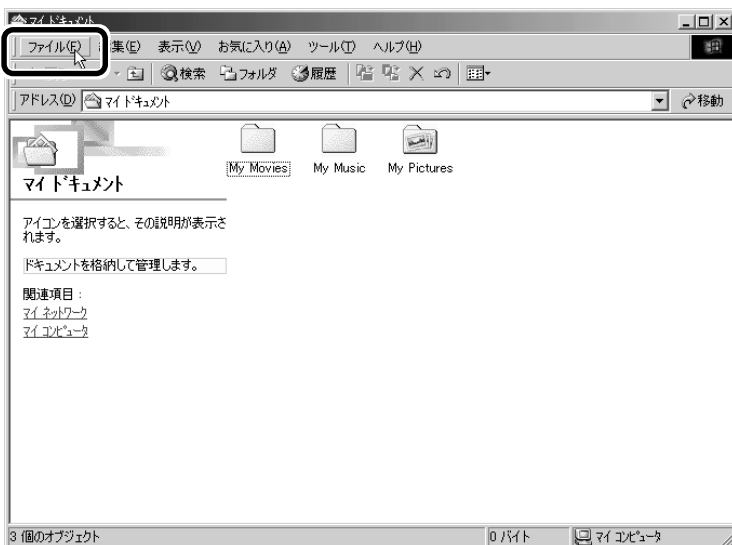 マイ ドキュメント
ファイル(F) 集(E) 表示(V) お気に入り(A) ツール(T) ヘルプ(H)
検索 フォルダ 履歴
アドレス(D) マイ ドキュメント 移動
My Movies My Music My Pictures
マイ ドキュメント
アイコンを選択すると、その説明が表示さ
れます。
ドキュメントを格納して管理します。
関連項目:
マイ ネットワーク
マイ コンピュータ
3 個のオブジェクト 0 バイト マイ コンピュータ